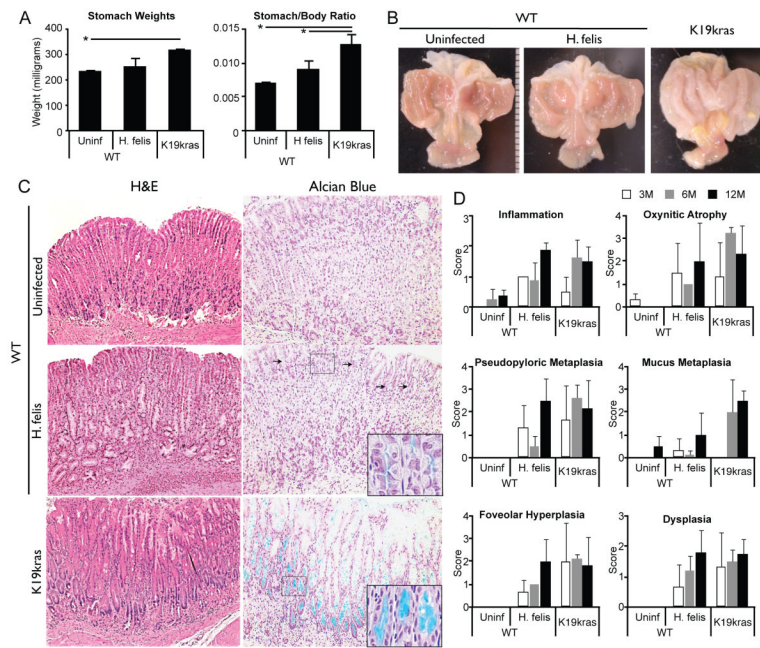 A
Stomach Weights
Stomach/Body Ratio
Weight (milligrams)
400
300
200
100
0
*
Uninf
H. felis
K19kras
WT
0.015
0.010
0.005
0.000
*
*
Uninf
H felis
K19kras
WT
B
WT
Uninfected
H. felis
K19kras
C
H&E
Alcian Blue
WT
Uninfected
H. felis
K19kras
D
3M
6M
12M
Inflammation
Score
3
2
1
0
Uninf
H. felis
K19kras
WT
Oxynitic Atrophy
Score
4
3
2
1
0
Uninf
H. felis
K19kras
WT
Pseudopyloric Metaplasia
Score
4
3
2
1
0
Uninf
H. felis
K19kras
WT
Mucus Metaplasia
Score
4
3
2
1
0
Uninf
H. felis
K19kras
WT
Foveolar Hyperplasia
Score
4
3
2
1
0
Uninf
H. felis
K19kras
WT
Dysplasia
Score
3
2
1
0
Uninf
H. felis
K19kras
WT